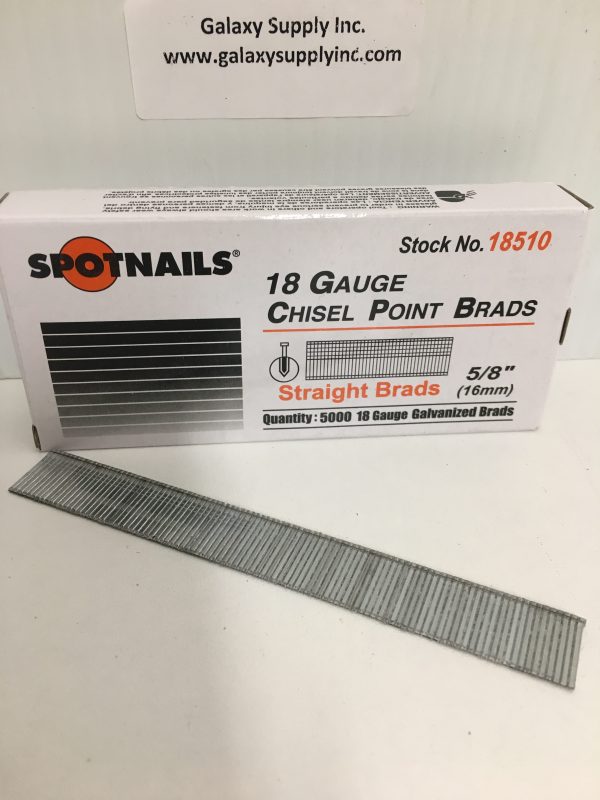 Galaxy Supply Inc.
www.galaxysupplyinc.com
SPOTNAILS®
Stock No. 18510
18 GAUGE
CHISEL POINT BRADS
Straight Brads
5/8"
(16mm)
Quantity: 5000 18 Gauge Galvanized Brads